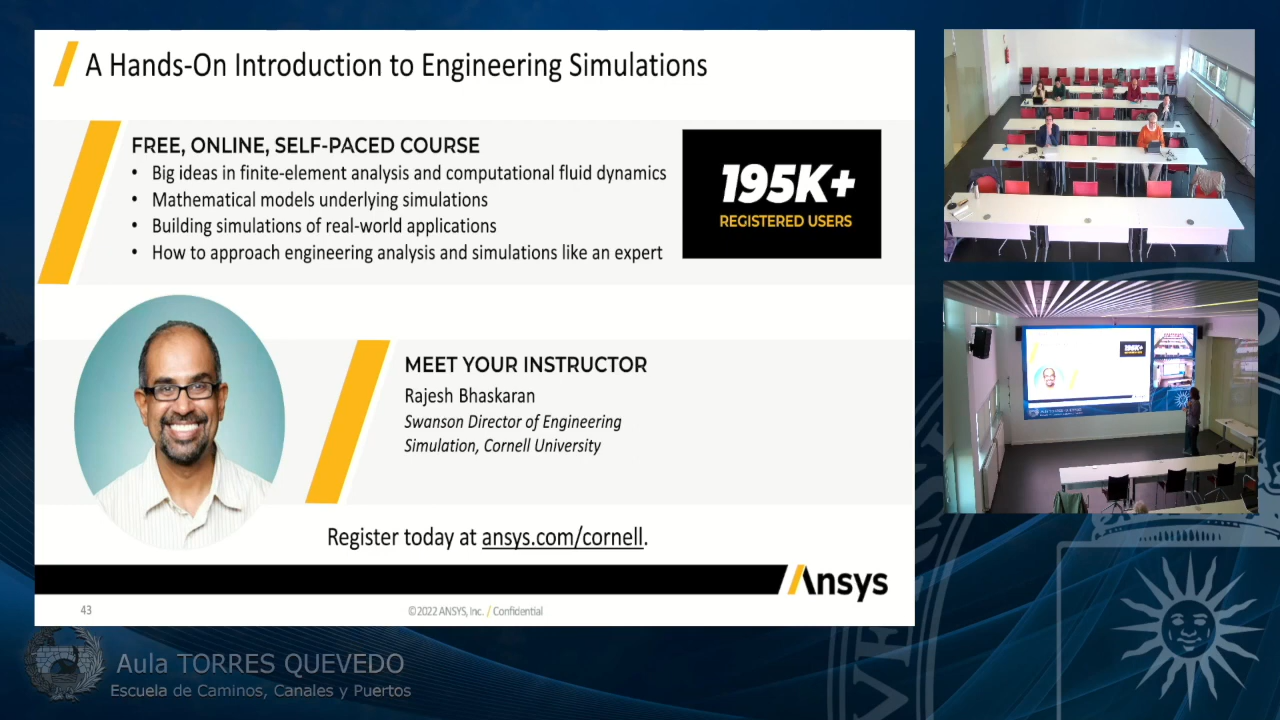 A Hands-On Introduction to Engineering Simulations
FREE, ONLINE, SELF-PACED COURSE
• Big ideas in finite-element analysis and computational fluid dynamics
• Mathematical models underlying simulations
• Building simulations of real-world applications
• How to approach engineering analysis and simulations like an expert
195K+
REGISTERED USERS
MEET YOUR INSTRUCTOR
Rajesh Bhaskaran
Swanson Director of Engineering
Simulation, Cornell University
Register today at ansys.com/cornell.
Ansys
43
©2022 ANSYS, Inc. / Confidential
Aula TORRES QUEVEDO
Escuela de Caminos, Canales y Puertos
195K+
Aula TORRES QUEVEDO